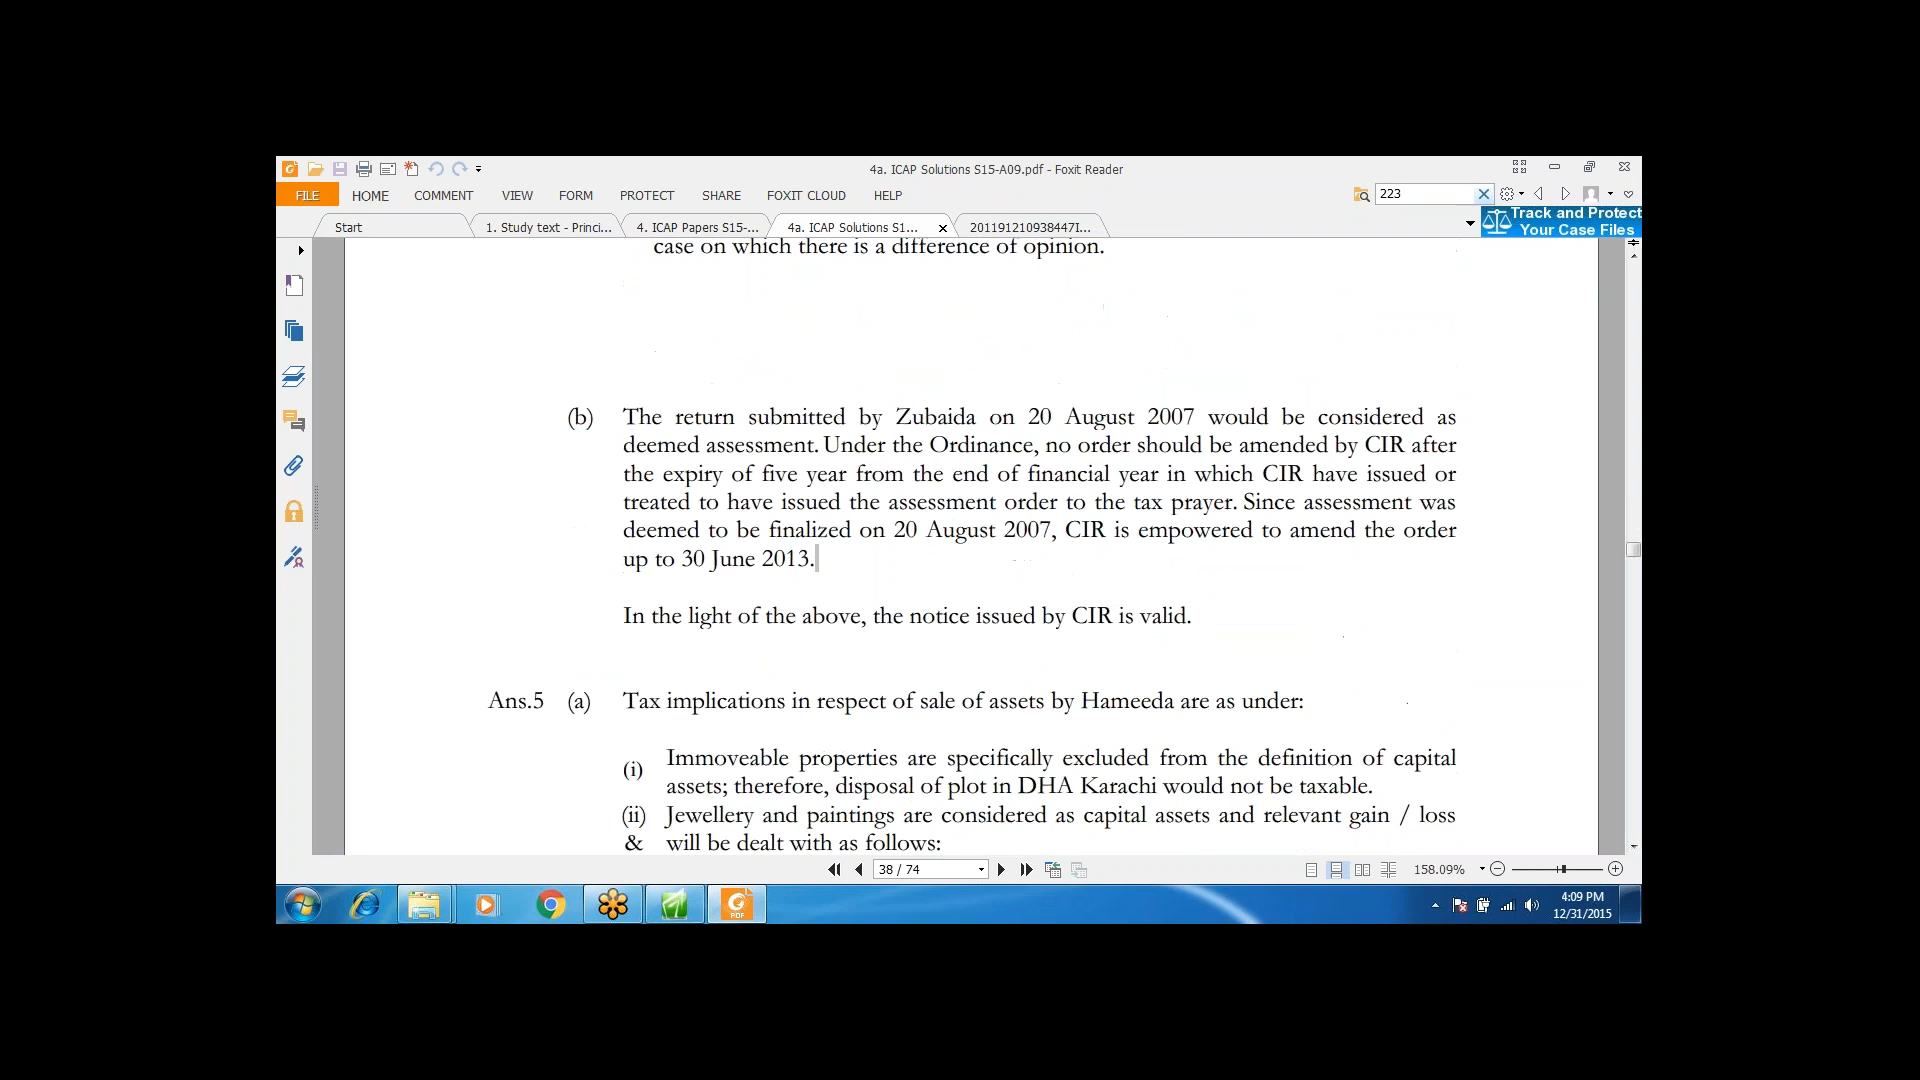 4a. ICAP Solutions S15-A09.pdf - Foxit Reader
FILE HOME COMMENT VIEW FORM PROTECT SHARE FOXIT CLOUD HELP
223
Start 1. Study text - Princi... 4. ICAP Papers S15-... 4a. ICAP Solutions S1... 201191210938447I...
Track and Protect
Your Case Files
case on which there is a difference of opinion.
(b) The return submitted by Zubaida on 20 August 2007 would be considered as
deemed assessment. Under the Ordinance, no order should be amended by CIR after
the expiry of five year from the end of financial year in which CIR have issued or
treated to have issued the assessment order to the tax prayer. Since assessment was
deemed to be finalized on 20 August 2007, CIR is empowered to amend the order
up to 30 June 2013.
In the light of the above, the notice issued by CIR is valid.
Ans.5 (a) Tax implications in respect of sale of assets by Hameeda are as under:
(i) Immoveable properties are specifically excluded from the definition of capital
assets; therefore, disposal of plot in DHA Karachi would not be taxable.
(ii) Jewellery and paintings are considered as capital assets and relevant gain / loss
& will be dealt with as follows:
38 / 74
158.09%
4:09 PM
12/31/2015